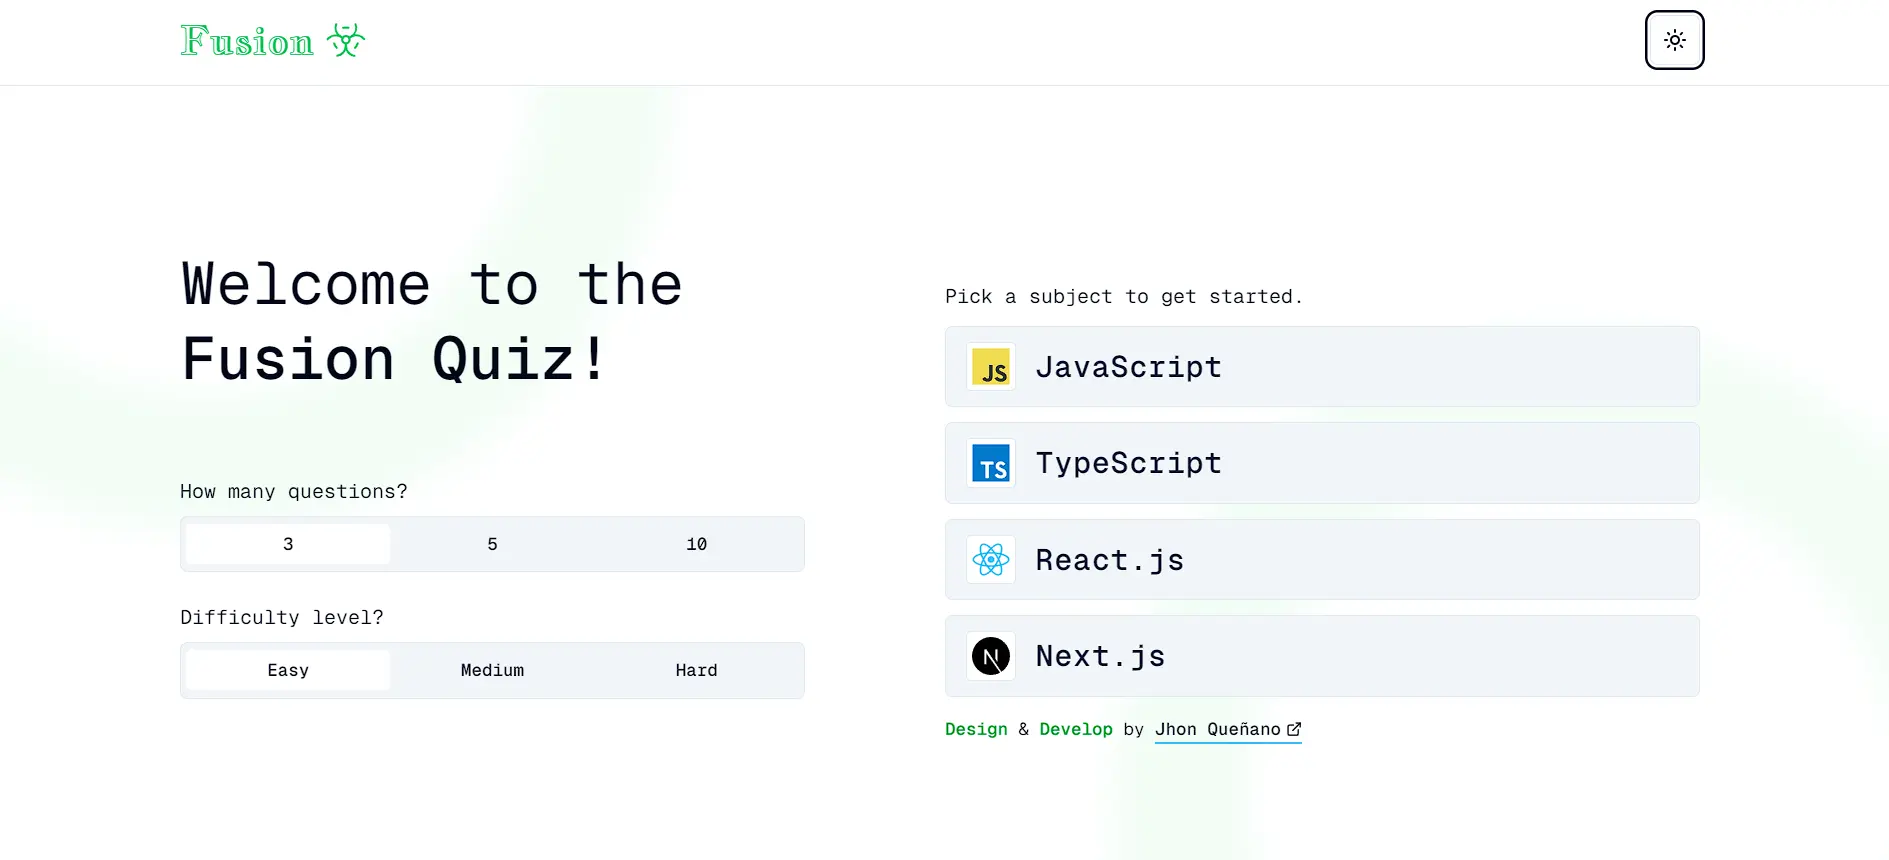 Fusion
Welcome to the
Fusion Quiz!
How many questions?
3 5 10
Difficulty level?
Easy Medium Hard
Pick a subject to get started.
JS JavaScript
TS TypeScript
React.js
N Next.js
Design & Develop by Jhon Queñano